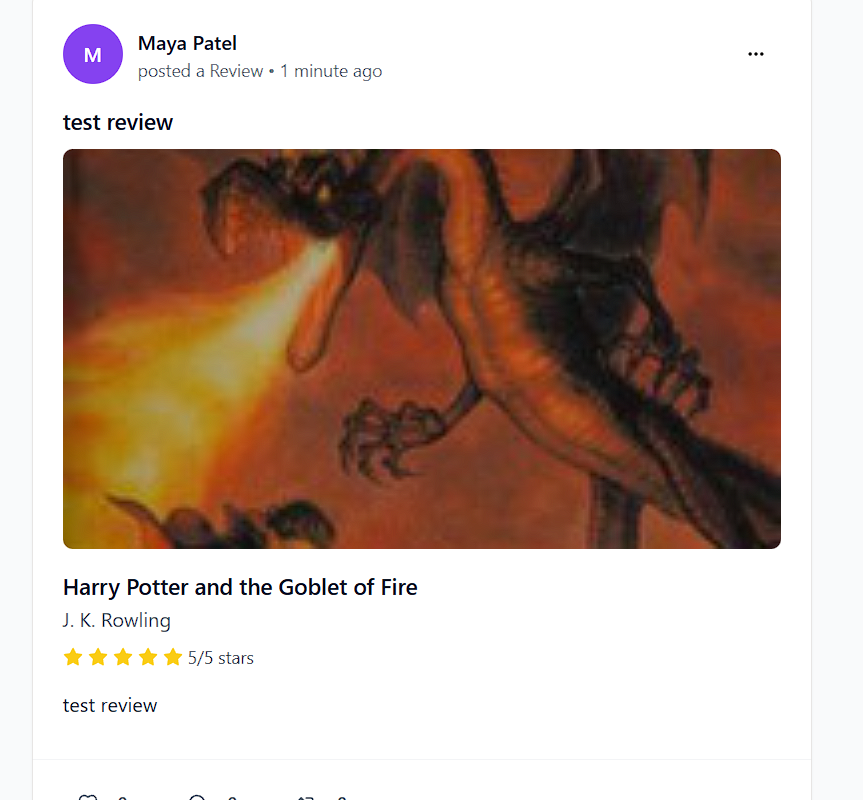 M
Maya Patel
posted a Review • 1 minute ago
test review
Harry Potter and the Goblet of Fire
J. K. Rowling
5/5 stars
test review